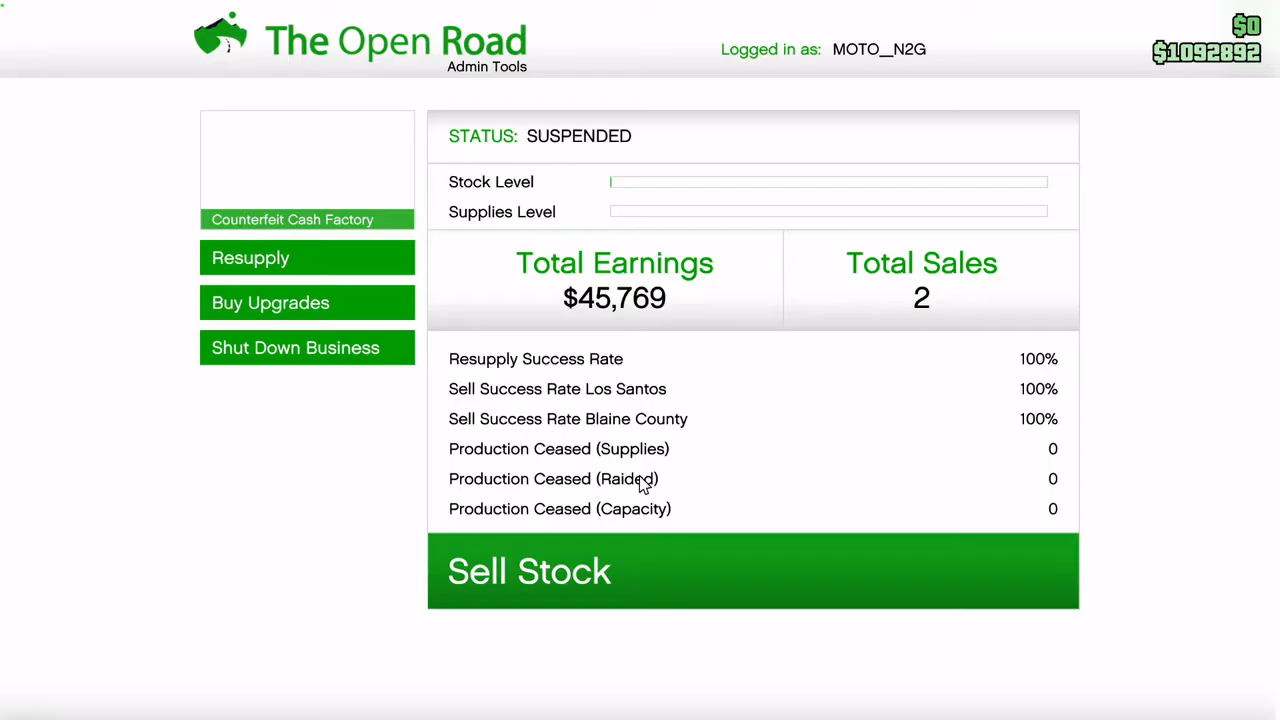 The Open Road
Admin Tools
Logged in as: MOTO__N2G
$0
$1092892
Counterfeit Cash Factory
Resupply
Buy Upgrades
Shut Down Business
STATUS: SUSPENDED
Stock Level
Supplies Level
Total Earnings
$45,769
Total Sales
2
Resupply Success Rate 100%
Sell Success Rate Los Santos 100%
Sell Success Rate Blaine County 100%
Production Ceased (Supplies) 0
Production Ceased (Raided) 0
Production Ceased (Capacity) 0
Sell Stock